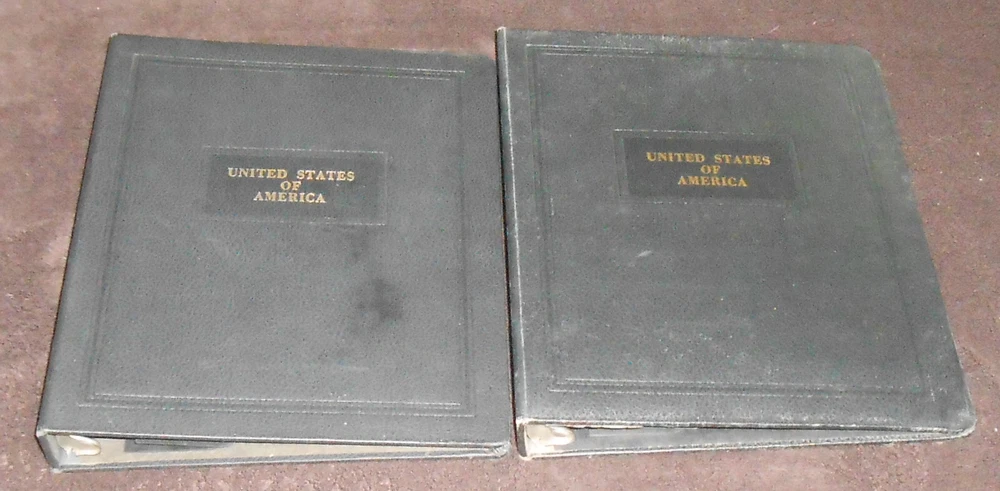 UNITED STATES
OF
AMERICA
UNITED STATES
OF
AMERICA